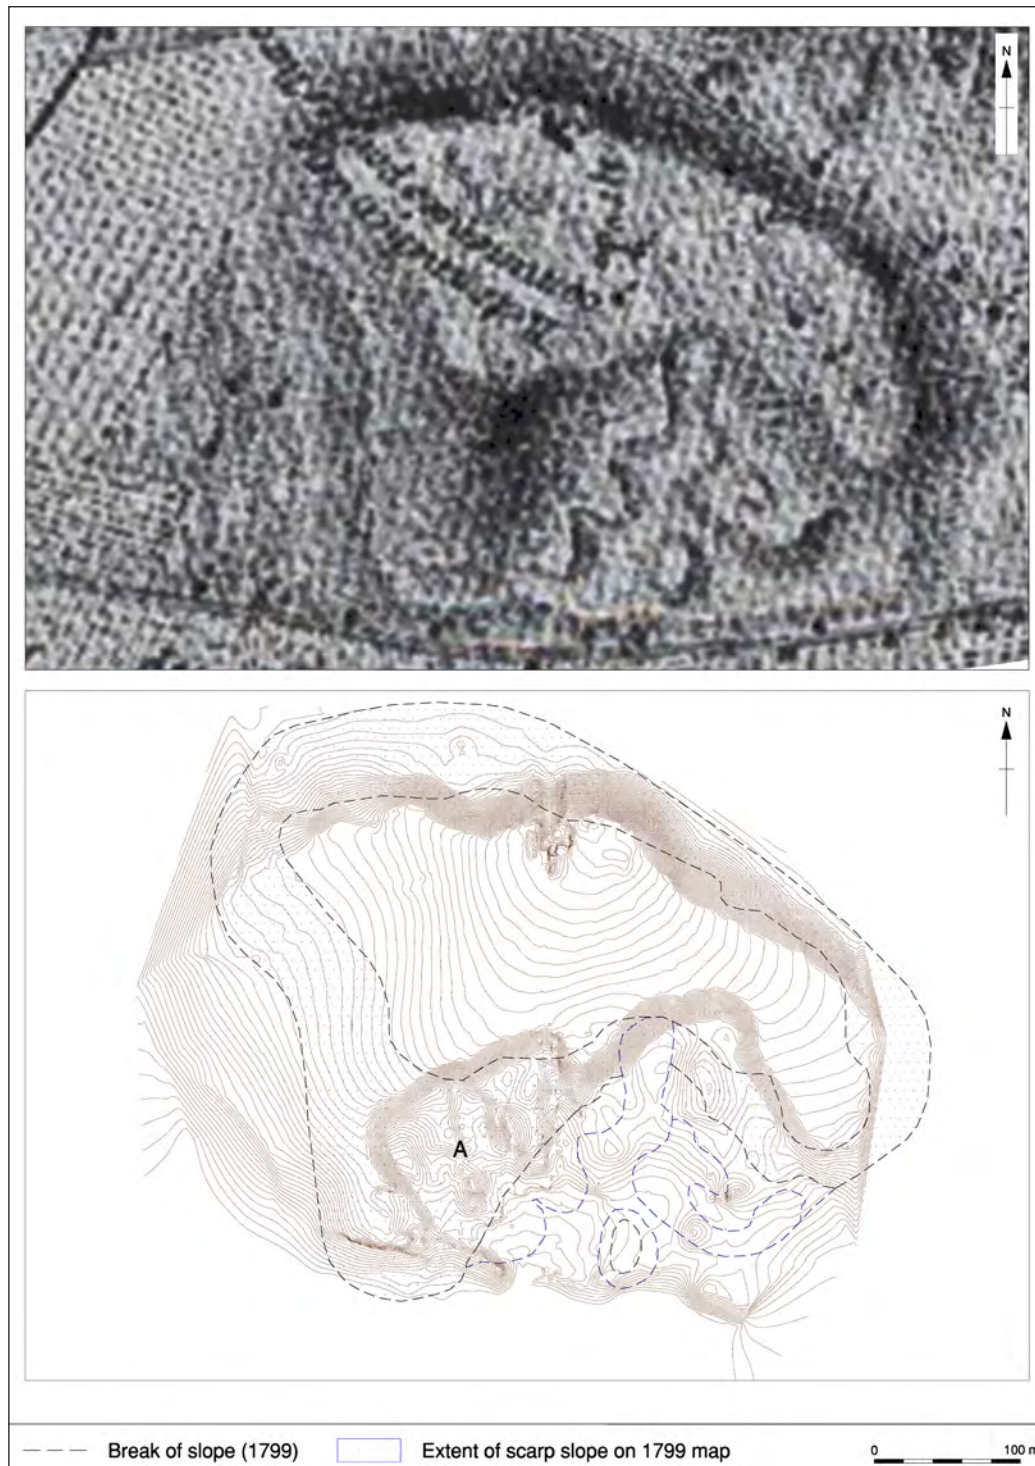 N
N
A
Break of slope (1799)
Extent of scarp slope on 1799 map
0 100 m